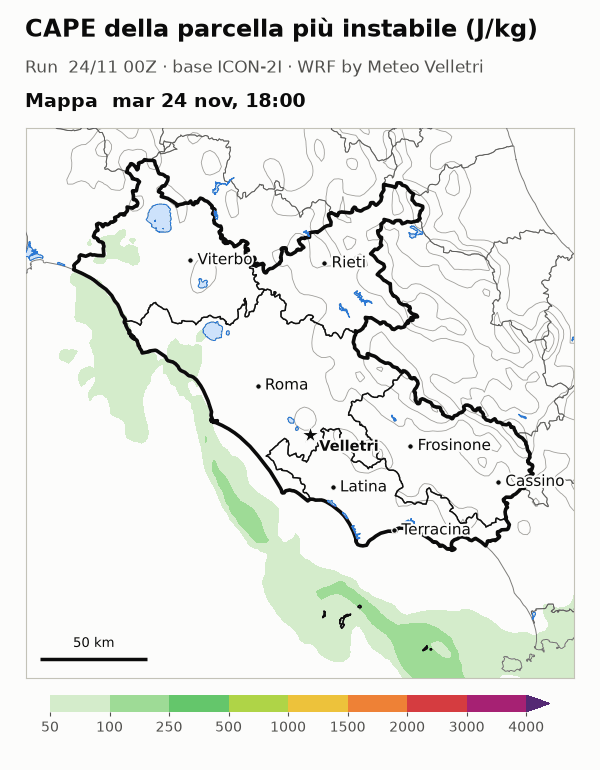 CAPE della parcella più instabile (J/kg)
Run  24/11 00Z · base ICON-2I · WRF by Meteo Velletri
Mappa  mar 24 nov, 18:00
Viterbo
Rieti
Roma
Velletri
Frosinone
Cassino
Latina
Terracina
50 km
50 100 250 500 1000 1500 2000 3000 4000